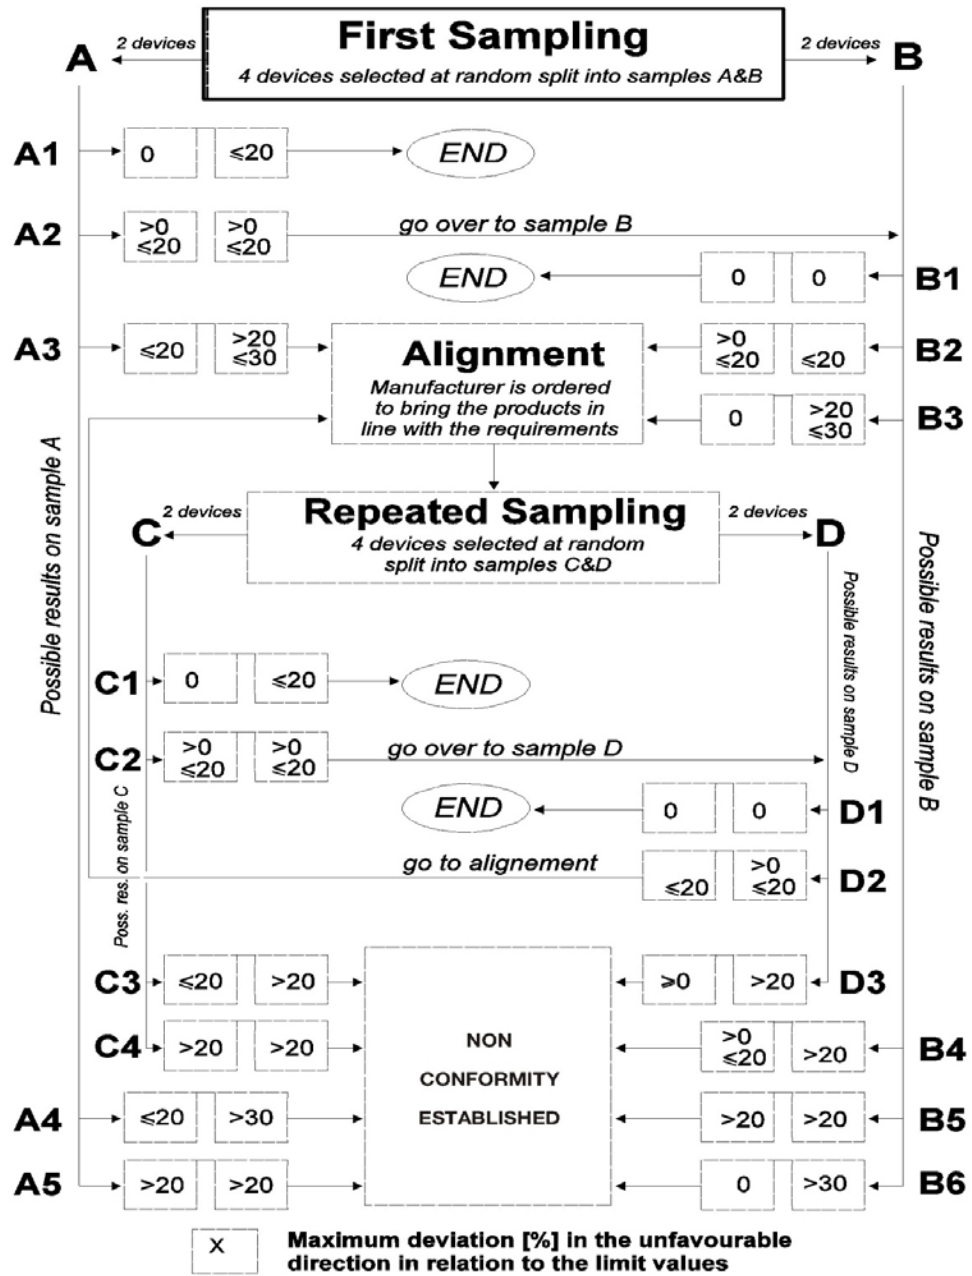 First Sampling
4 devices selected at random split into samples A&B
A
2 devices
2 devices
B
A1
0
⩽20
END
A2
>0
⩽20
>0
⩽20
go over to sample B
END
0
0
B1
A3
⩽20
>20
⩽30
Alignment
Manufacturer is ordered
to bring the products in
line with the requirements
>0
⩽20
⩽20
B2
0
>20
⩽30
B3
Possible results on sample A
Repeated Sampling
4 devices selected at random
split into samples C&D
C
2 devices
2 devices
D
Possible results on sample D
Possible results on sample B
C1
0
⩽20
END
C2
>0
⩽20
>0
⩽20
go over to sample D
END
0
0
D1
Poss. res. on sample C
go to alignement
⩽20
>0
⩽20
D2
C3
⩽20
>20
NON
CONFORMITY
ESTABLISHED
⩾0
>20
D3
C4
>20
>20
>0
⩽20
>20
B4
A4
⩽20
>30
>20
>20
B5
A5
>20
>20
0
>30
B6
X
Maximum deviation [%] in the unfavourable
direction in relation to the limit values